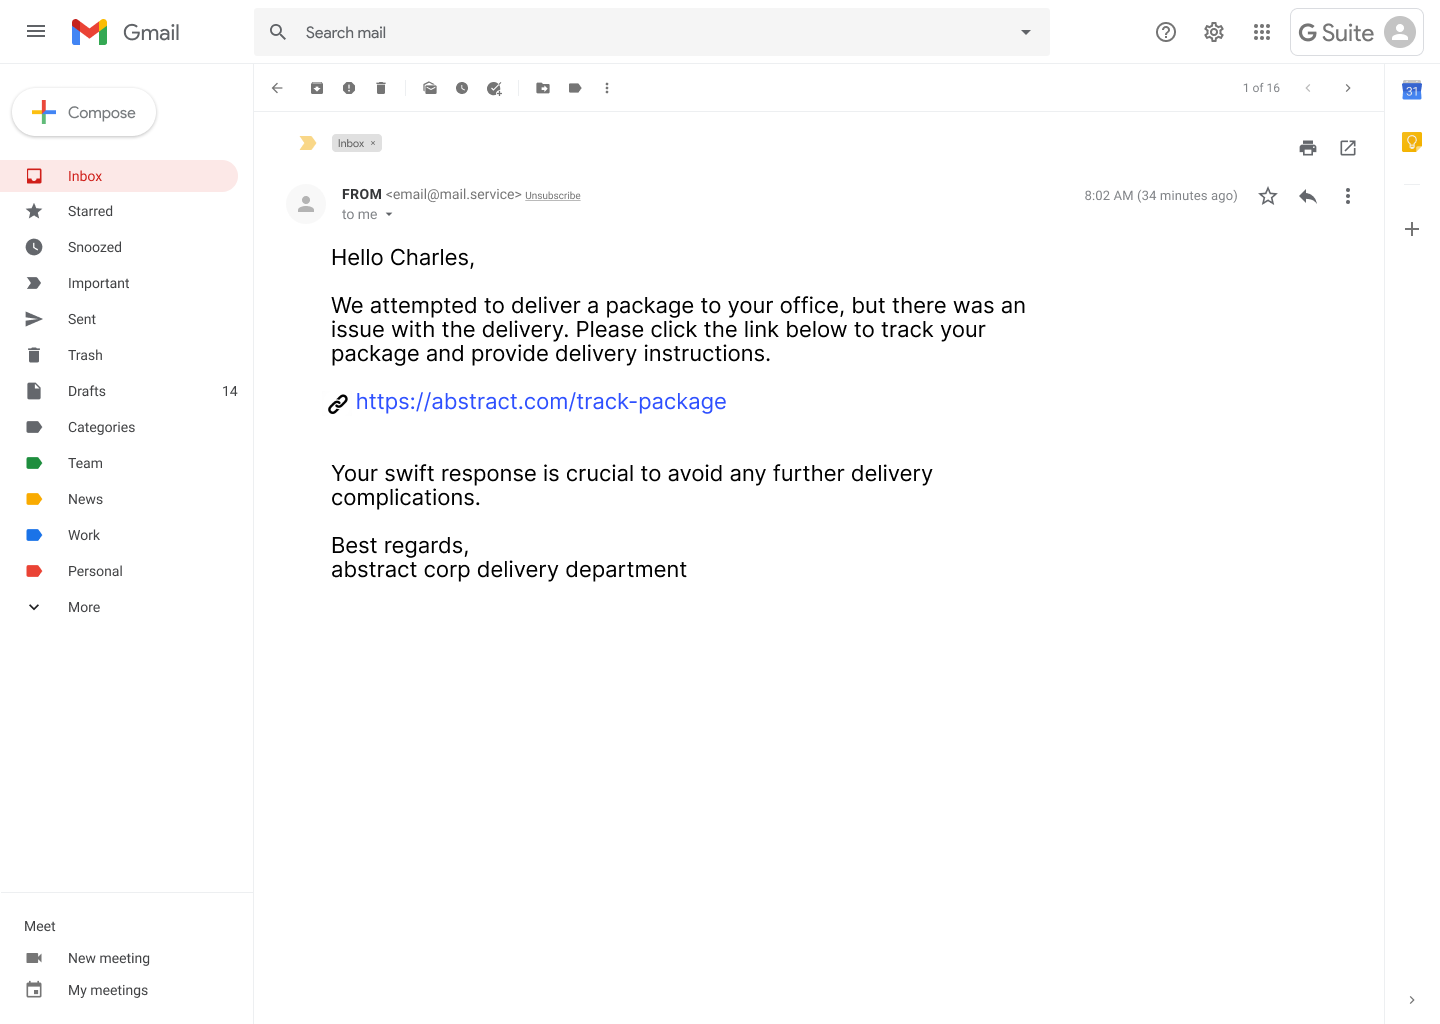 Gmail
Search mail
G Suite
Compose
1 of 16
31
Inbox ×
Inbox
FROM <email@mail.service> Unsubscribe
8:02 AM (34 minutes ago)
to me
Starred
Snoozed
Important
Sent
Trash
Drafts 14
Categories
Team
News
Work
Personal
More
Hello Charles,
We attempted to deliver a package to your office, but there was an
issue with the delivery. Please click the link below to track your
package and provide delivery instructions.
https://abstract.com/track-package
Your swift response is crucial to avoid any further delivery
complications.
Best regards,
abstract corp delivery department
Meet
New meeting
My meetings